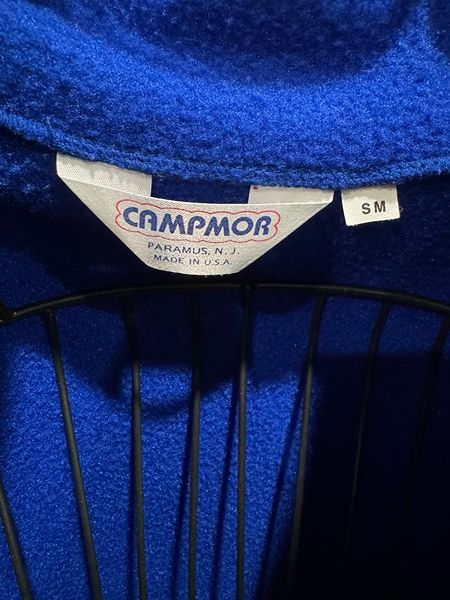 CAMPMOR
PARAMUS, N. J.
MADE IN U.S.A.
SM